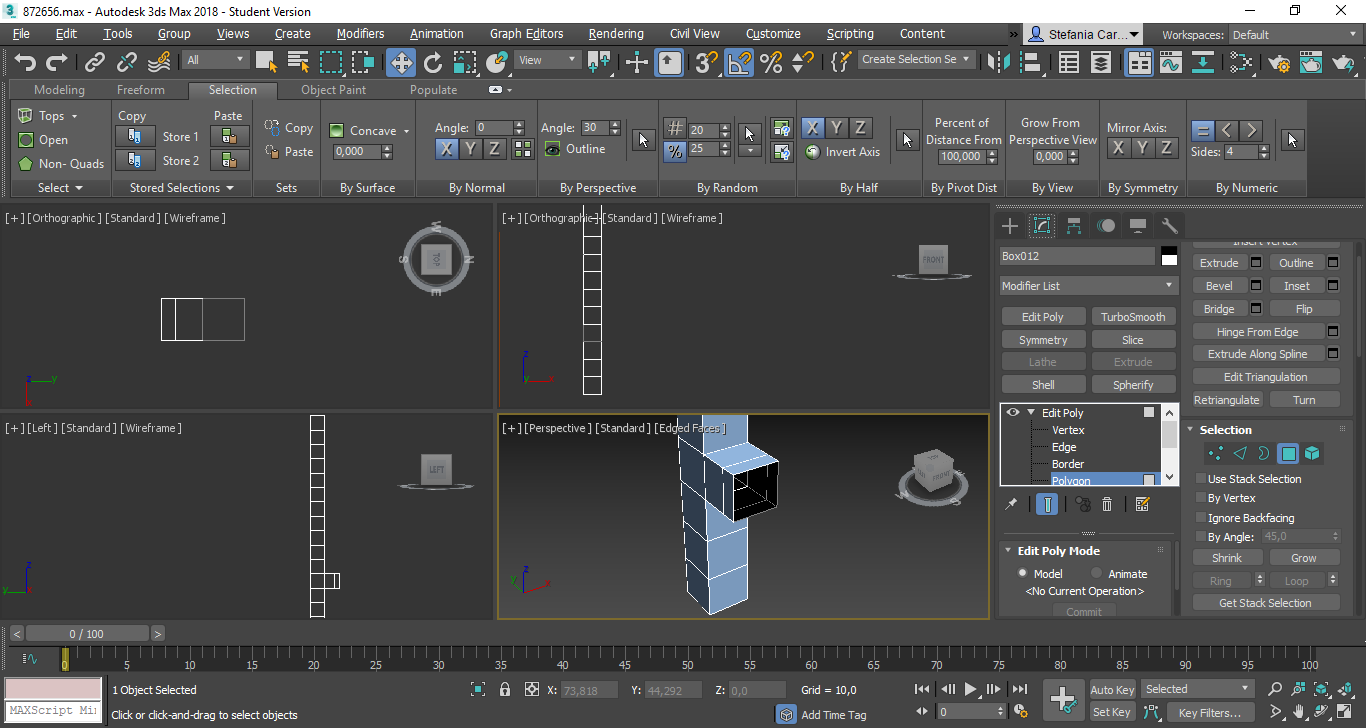 872656.max - Autodesk 3ds Max 2018 - Student Version
File Edit Tools Group Views Create Modifiers Animation Graph Editors Rendering Civil View Customize Scripting Content » Stefania Car... Workspaces: Default
All View Create Selection Se
Modeling Freeform Selection Object Paint Populate
Tops Copy Paste Angle: 0 Angle: 30 20 X Y Z Percent of Grow From Mirror Axis:
Open Store 1 Copy Concave Outline 25 Invert Axis Distance From Perspective View X Y Z
Non- Quads Store 2 Paste 0,000 X Y Z 100,000 0,000 Sides: 4
Select Stored Selections Sets By Surface By Normal By Perspective By Random By Half By Pivot Dist By View By Symmetry By Numeric
[+] [Orthographic] [Standard] [Wireframe]
W
S TOP N
E
z y
x
[+] [Orthographic] [Standard] [Wireframe]
FRONT
z
y x
[+] [Left] [Standard] [Wireframe]
LEFT
z
y x
[+] [Perspective] [Standard] [Edged Faces]
FRONT
W S
z
y x
Box012
Modifier List
Edit Poly TurboSmooth
Symmetry Slice
Lathe Extrude
Shell Spherify
Edit Poly
Vertex
Edge
Border
Polygon
Edit Poly Mode
Model Animate
<No Current Operation>
Commit
Insert Vertex
Extrude Outline
Bevel Inset
Bridge Flip
Hinge From Edge
Extrude Along Spline
Edit Triangulation
Retriangulate Turn
Selection
Use Stack Selection
By Vertex
Ignore Backfacing
By Angle: 45,0
Shrink Grow
Ring Loop
Get Stack Selection
< 0 / 100 >
0 5 10 15 20 25 30 35 40 45 50 55 60 65 70 75 80 85 90 95 100
1 Object Selected X: 73,818 Y: 44,292 Z: 0,0 Grid = 10,0 Auto Key Selected
MAXScript Mi Click or click-and-drag to select objects Add Time Tag 0 Set Key Key Filters...